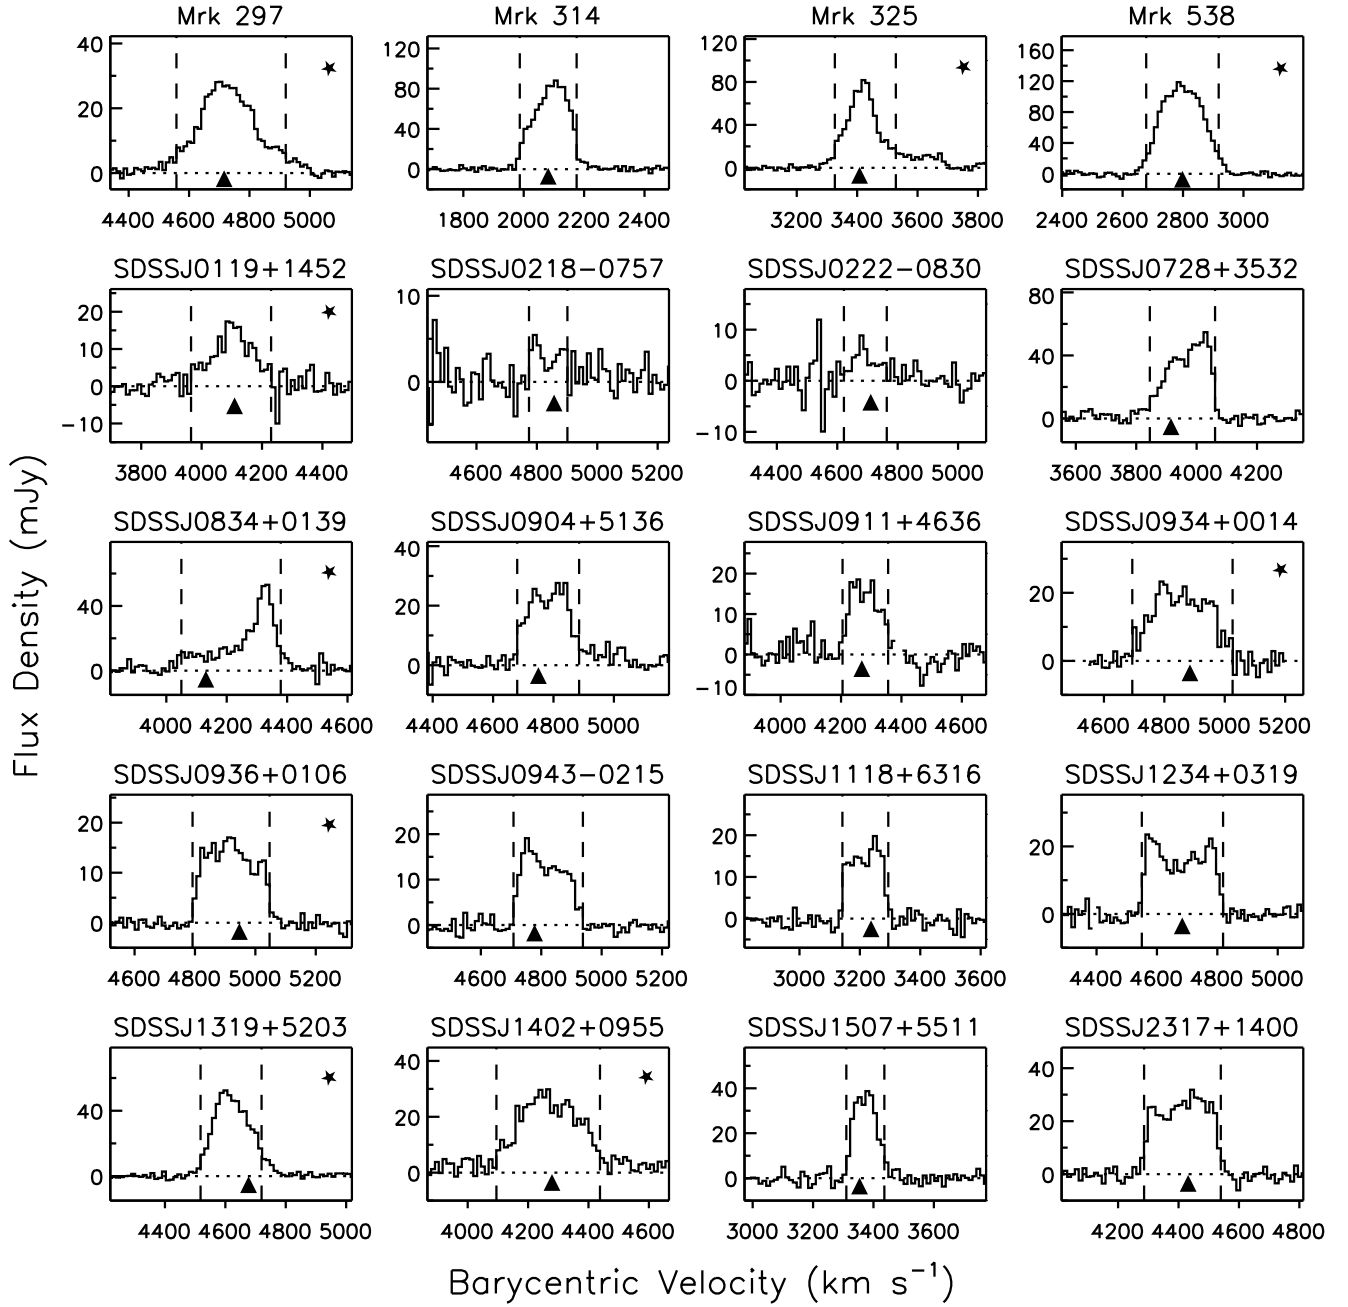 Mrk 297 Mrk 314 Mrk 325 Mrk 538
40 120 120 160
20 80 80 120
0 40 40 80
0 0 40
0
4400 4600 4800 5000 1800 2000 2200 2400 3200 3400 3600 3800 2400 2600 2800 3000
SDSSJ0119+1452 SDSSJ0218-0757 SDSSJ0222-0830 SDSSJ0728+3532
20 10 10 80
10 0 0 40
0 -10 0
-10
3800 4000 4200 4400 4600 4800 5000 5200 4400 4600 4800 5000 3600 3800 4000 4200
SDSSJ0834+0139 SDSSJ0904+5136 SDSSJ0911+4636 SDSSJ0934+0014
40 40 20 20
0 20 10 0
0 0
-10
4000 4200 4400 4600 4400 4600 4800 5000 4000 4200 4400 4600 4600 4800 5000 5200
SDSSJ0936+0106 SDSSJ0943-0215 SDSSJ1118+6316 SDSSJ1234+0319
20 20 20 20
10 10 10 0
0 0 0
4600 4800 5000 5200 4600 4800 5000 5200 3000 3200 3400 3600 4400 4600 4800 5000
SDSSJ1319+5203 SDSSJ1402+0955 SDSSJ1507+5511 SDSSJ2317+1400
40 40 40 40
0 20 20 20
0 0 0
4400 4600 4800 5000 4000 4200 4400 4600 3000 3200 3400 3600 4200 4400 4600 4800
Flux Density (mJy)
Barycentric Velocity (km s⁻¹)